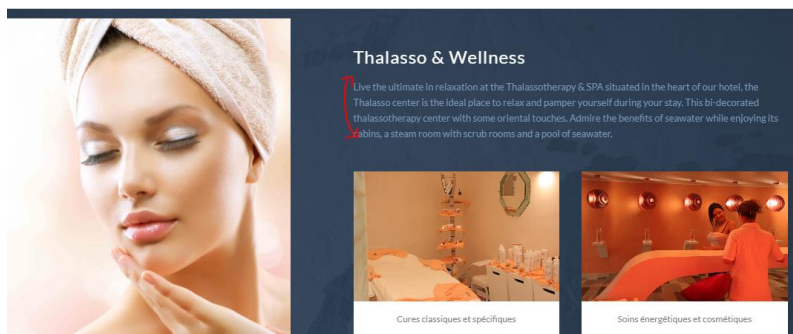 Thalasso & Wellness
Live the ultimate in relaxation at the Thalassotherapy & SPA situated in the heart of our hotel, the
Thalasso center is the ideal place to relax and pamper yourself during your stay. This bi-decorated
thalassotherapy center with some oriental touches. Admire the benefits of seawater while enjoying its
cabins, a steam room with scrub rooms and a pool of seawater.
Cures classiques et spécifiques
Soins énergétiques et cosmétiques